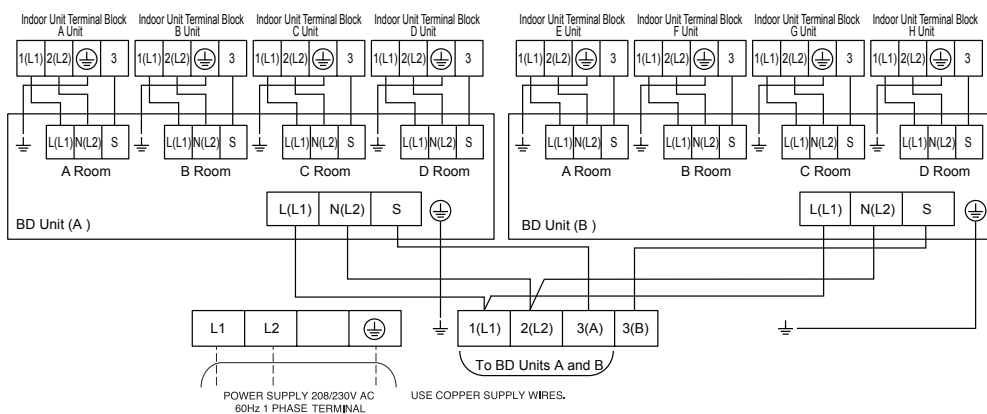 Indoor Unit Terminal Block Indoor Unit Terminal Block Indoor Unit Terminal Block Indoor Unit Terminal Block Indoor Unit Terminal Block Indoor Unit Terminal Block Indoor Unit Terminal Block Indoor Unit Terminal Block
A Unit B Unit C Unit D Unit E Unit F Unit G Unit H Unit
1(L1) 2(L2) 3 1(L1) 2(L2) 3 1(L1) 2(L2) 3 1(L1) 2(L2) 3 1(L1) 2(L2) 3 1(L1) 2(L2) 3 1(L1) 2(L2) 3 1(L1) 2(L2) 3
L(L1) N(L2) S L(L1) N(L2) S L(L1) N(L2) S L(L1) N(L2) S L(L1) N(L2) S L(L1) N(L2) S L(L1) N(L2) S L(L1) N(L2) S
A Room B Room C Room D Room A Room B Room C Room D Room
L(L1) N(L2) S L(L1) N(L2) S
BD Unit (A ) BD Unit (B )
L1 L2 1(L1) 2(L2) 3(A) 3(B)
To BD Units A and B
POWER SUPPLY 208/230V AC USE COPPER SUPPLY WIRES.
60Hz 1 PHASE TERMINAL